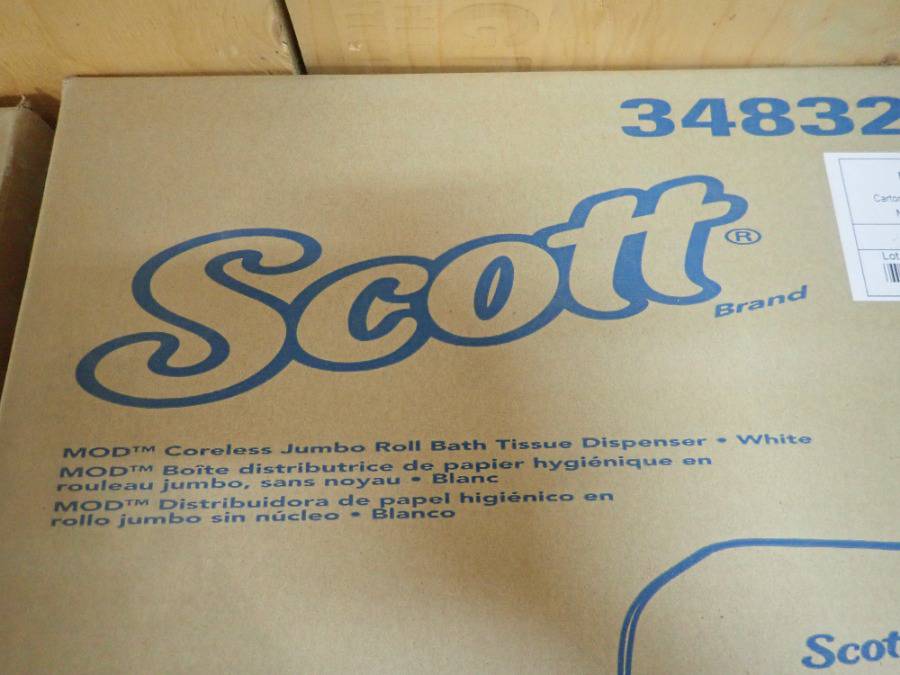 34832
Scott®
Brand
Lot
MOD™ Coreless Jumbo Roll Bath Tissue Dispenser • White
MOD™ Boîte distributrice de papier hygiénique en
rouleau jumbo, sans noyau • Blanc
MOD™ Distribuidora de papel higiénico en
rollo jumbo sin núcleo • Blanco
Scot